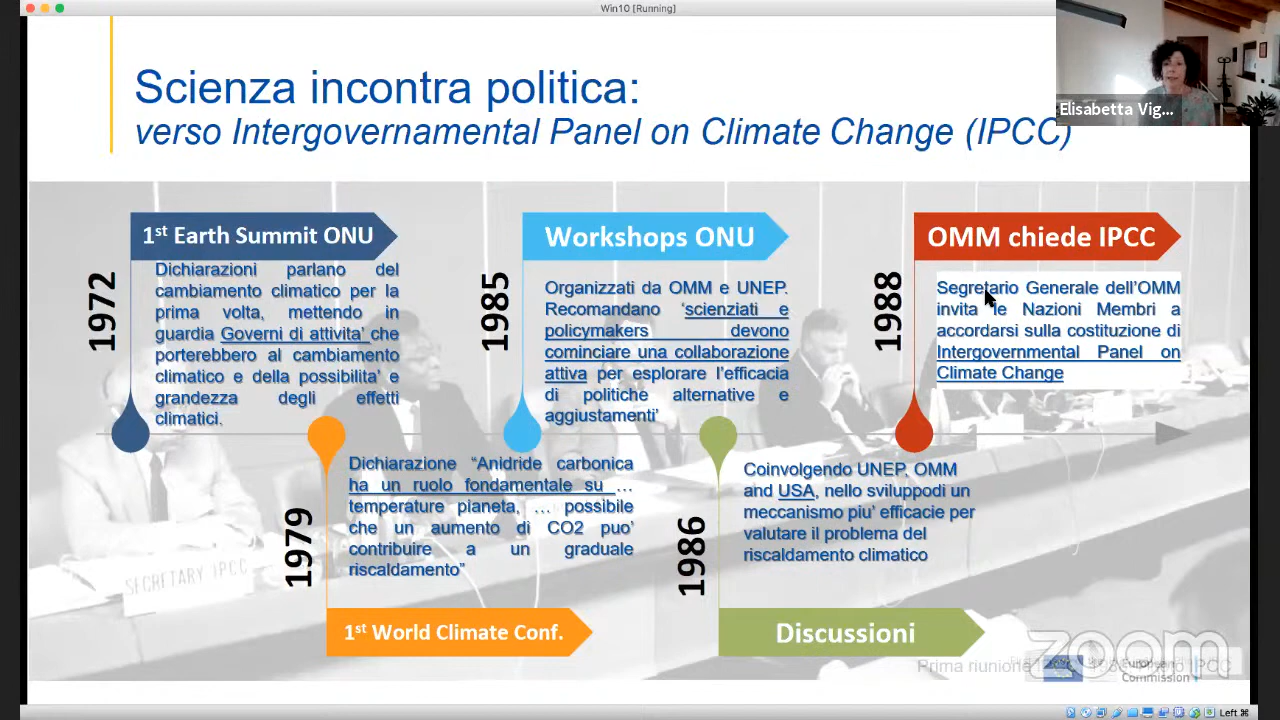 Win10 [Running]
Scienza incontra politica:
verso Intergovernamental Panel on Climate Change (IPCC)
Elisabetta Vig...
1st Earth Summit ONU
1972
Dichiarazioni parlano del
cambiamento climatico per la
prima volta, mettendo in
guardia Governi di attivita' che
porterebbero al cambiamento
climatico e della possibilita' e
grandezza degli effetti
climatici.
Workshops ONU
1985
Organizzati da OMM e UNEP.
Recomandano 'scienziati e
policymakers devono
cominciare una collaborazione
attiva per esplorare l'efficacia
di politiche alternative e
aggiustamenti'
OMM chiede IPCC
1988
Segretario Generale dell'OMM
invita le Nazioni Membri a
accordarsi sulla costituzione di
Intergovernmental Panel on
Climate Change
1979
Dichiarazione "Anidride carbonica
ha un ruolo fondamentale su ...
temperature pianeta, ... possibile
che un aumento di CO2 puo'
contribuire a un graduale
riscaldamento"
1st World Climate Conf.
1986
Coinvolgendo UNEP, OMM
and USA, nello sviluppodi un
meccanismo piu' efficacie per
valutare il problema del
riscaldamento climatico
Discussioni
SECRETARY IPCC
zoom
Prima riunione
IPCC
European
Commission
Left ⌘